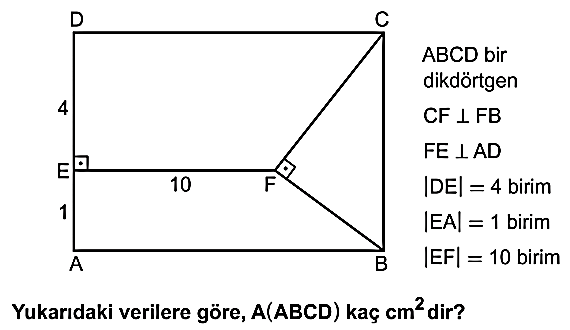 D C
ABCD bir
dikdörtgen
4
CF ⊥ FB
FE ⊥ AD
E F
10
|DE| = 4 birim
1
|EA| = 1 birim
A B
|EF| = 10 birim
Yukarıdaki verilere göre, A(ABCD) kaç cm² dir?